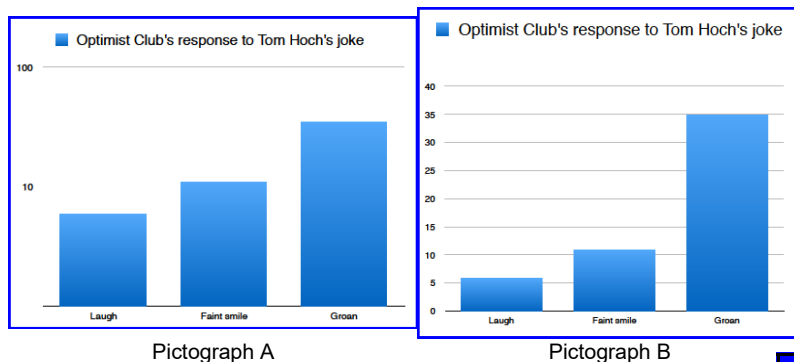 Optimist Club's response to Tom Hoch's joke
100
10
Laugh Faint smile Groan
Pictograph A
Optimist Club's response to Tom Hoch's joke
40
35
30
25
20
15
10
5
0
Laugh Faint smile Groan
Pictograph B